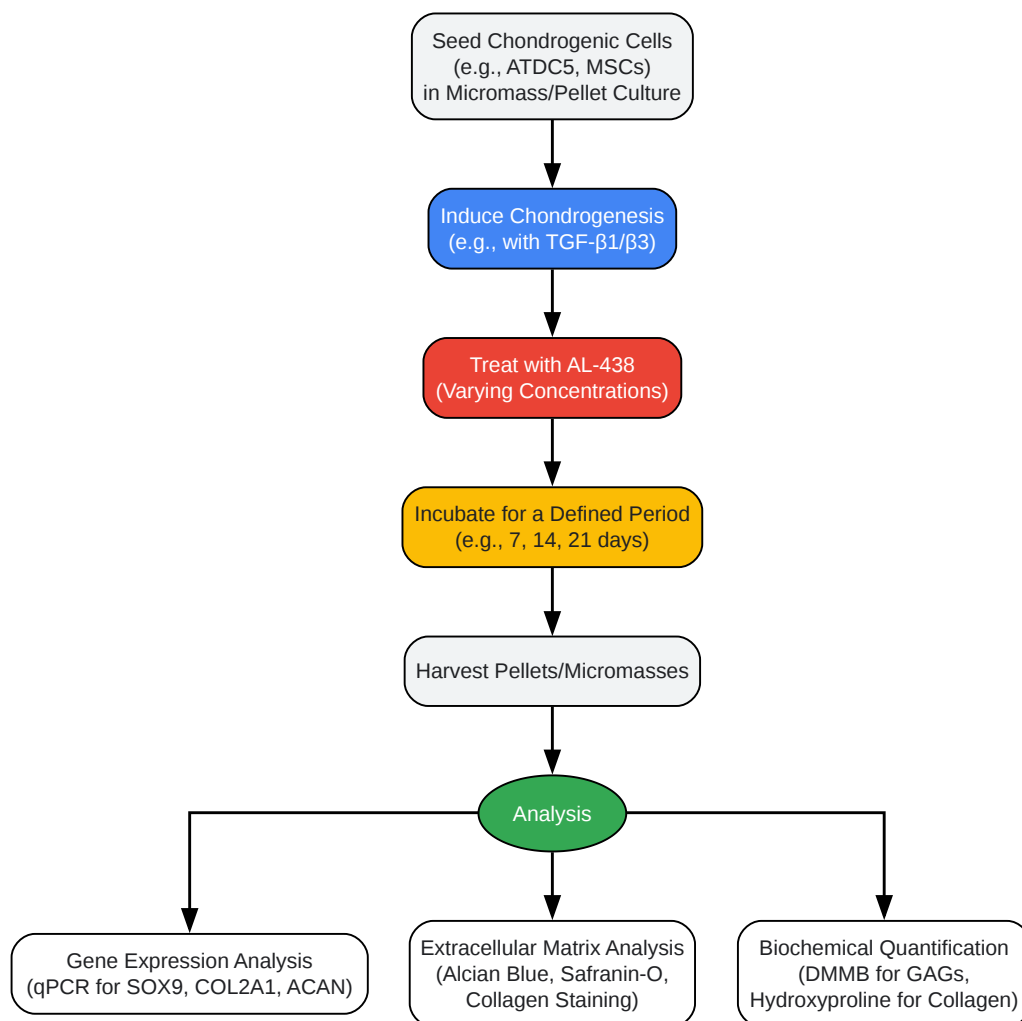 Seed Chondrogenic Cells
(e.g., ATDC5, MSCs)
in Micromass/Pellet Culture
Induce Chondrogenesis
(e.g., with TGF-β1/β3)
Treat with AL-438
(Varying Concentrations)
Incubate for a Defined Period
(e.g., 7, 14, 21 days)
Harvest Pellets/Micromasses
Analysis
Gene Expression Analysis
(qPCR for SOX9, COL2A1, ACAN)
Extracellular Matrix Analysis
(Alcian Blue, Safranin-O,
Collagen Staining)
Biochemical Quantification
(DMMB for GAGs,
Hydroxyproline for Collagen)